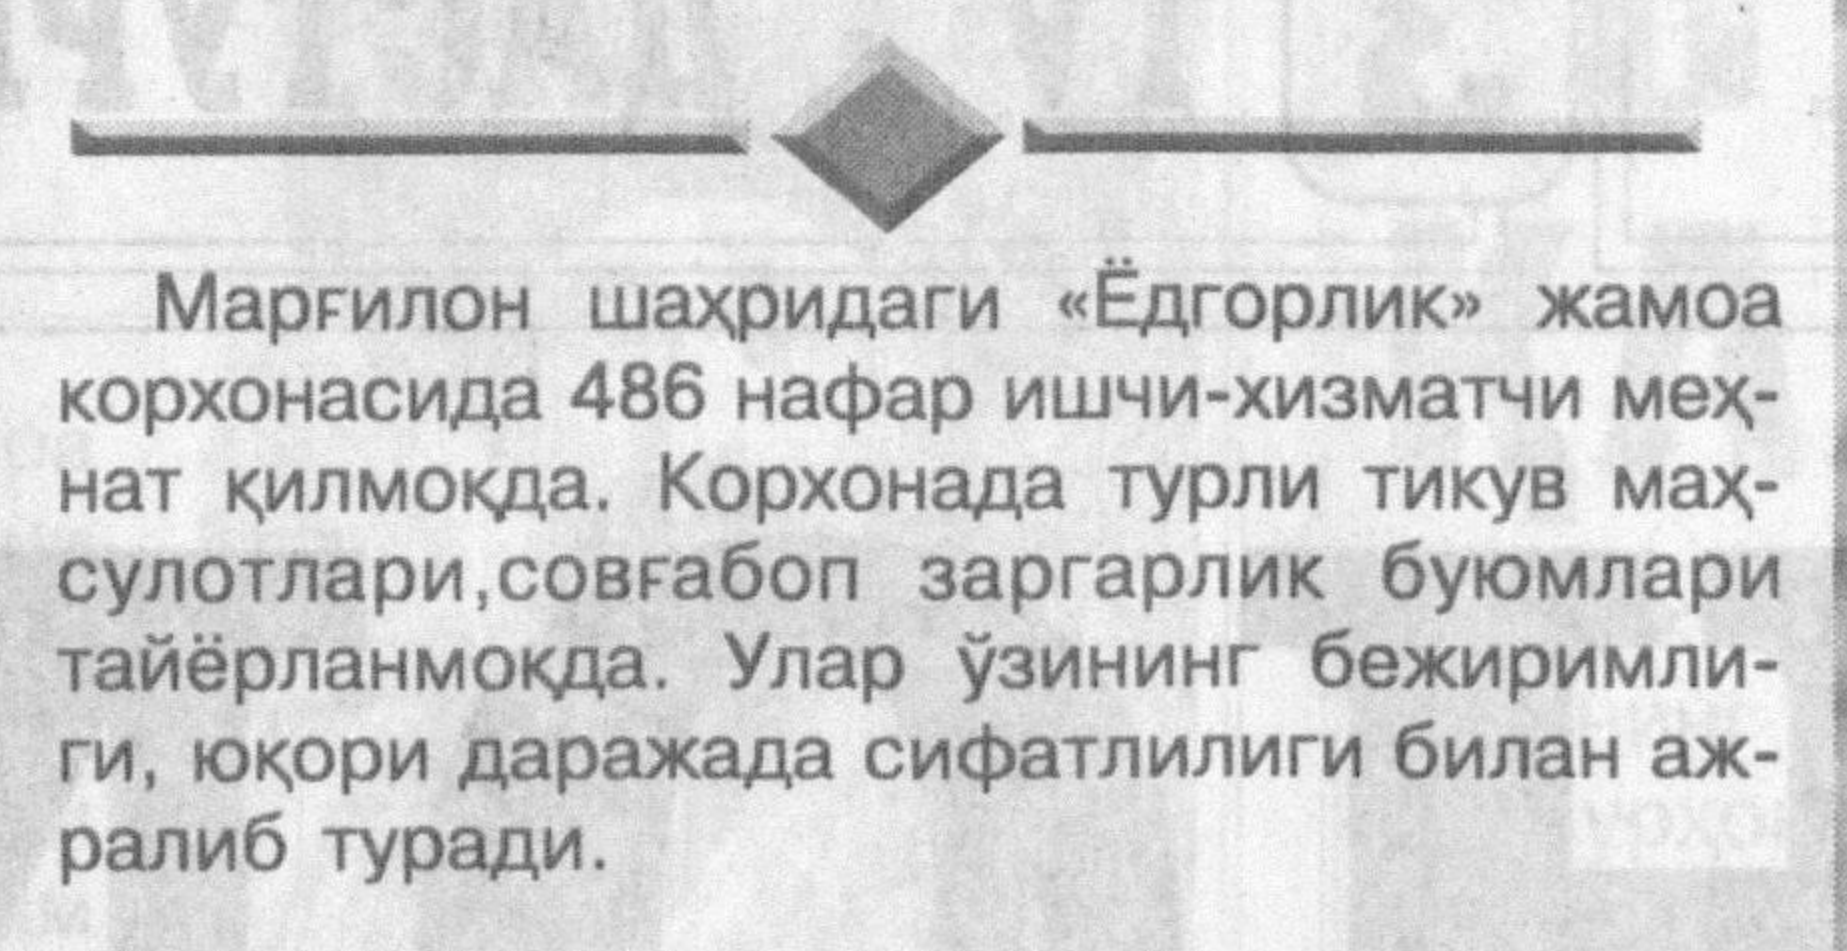 Марғилон шаҳридаги «Ёдгорлик» жамоа
корхонасида 486 нафар ишчи-хизматчи меҳ-
нат қилмоқда. Корхонада турли тикув маҳ-
сулотлари,совғабоп заргарлик буюмлари
тайёрланмоқда. Улар ўзининг бежиримли-
ги, юқори даражада сифатлилиги билан аж-
ралиб туради.